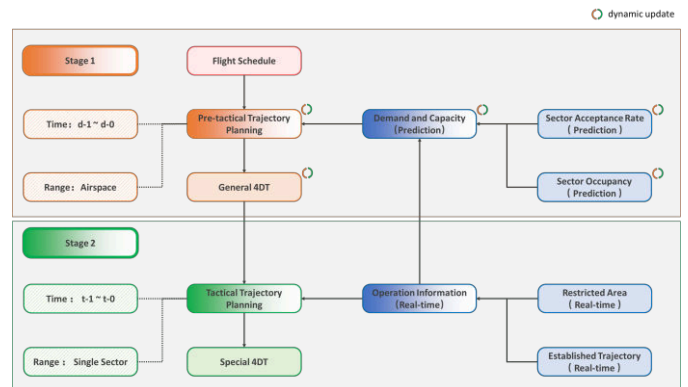 dynamic update
Stage 1
Flight Schedule
Time：d-1 ~ d-0
Pre-tactical Trajectory
Planning
Demand and Capacity
(Prediction)
Sector Acceptance Rate
( Prediction )
Range：Airspace
General 4DT
Sector Occupancy
( Prediction )
Stage 2
Time：t-1 ~ t-0
Tactical Trajectory
Planning
Operation Information
(Real-time)
Restricted Area
( Real-time )
Range： Single Sector
Special 4DT
Established Trajectory
( Real-time )